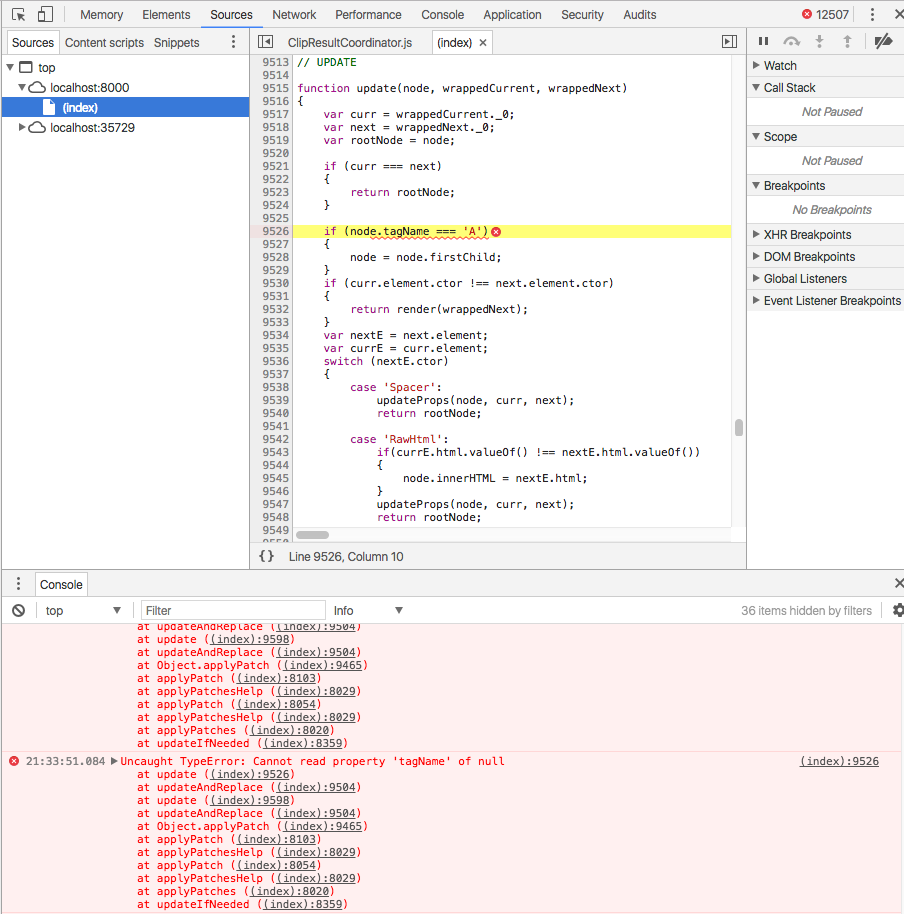 Memory Elements Sources Network Performance Console Application Security Audits 12507
Sources Content scripts Snippets
ClipResultCoordinator.js (index) ×
top
localhost:8000
(index)
localhost:35729
9513 // UPDATE
9514
9515 function update(node, wrappedCurrent, wrappedNext)
9516 {
9517 var curr = wrappedCurrent._0;
9518 var next = wrappedNext._0;
9519 var rootNode = node;
9520
9521 if (curr === next)
9522 {
9523 return rootNode;
9524 }
9525
9526 if (node.tagName === 'A')
9527 {
9528 node = node.firstChild;
9529 }
9530 if (curr.element.ctor !== next.element.ctor)
9531 {
9532 return render(wrappedNext);
9533 }
9534 var nextE = next.element;
9535 var currE = curr.element;
9536 switch (nextE.ctor)
9537 {
9538 case 'Spacer':
9539 updateProps(node, curr, next);
9540 return rootNode;
9541
9542 case 'RawHtml':
9543 if(currE.html.valueOf() !== nextE.html.valueOf())
9544 {
9545 node.innerHTML = nextE.html;
9546 }
9547 updateProps(node, curr, next);
9548 return rootNode;
9549
9550
{} Line 9526, Column 10
Watch
Call Stack
Not Paused
Scope
Not Paused
Breakpoints
No Breakpoints
XHR Breakpoints
DOM Breakpoints
Global Listeners
Event Listener Breakpoints
Console
top Filter Info 36 items hidden by filters
at updateAndReplace ((index):9504)
at update ((index):9598)
at updateAndReplace ((index):9504)
at Object.applyPatch ((index):9465)
at applyPatch ((index):8103)
at applyPatchesHelp ((index):8029)
at applyPatch ((index):8054)
at applyPatchesHelp ((index):8029)
at applyPatches ((index):8020)
at updateIfNeeded ((index):8359)
21:33:51.084 Uncaught TypeError: Cannot read property 'tagName' of null (index):9526
at update ((index):9526)
at updateAndReplace ((index):9504)
at update ((index):9598)
at updateAndReplace ((index):9504)
at Object.applyPatch ((index):9465)
at applyPatch ((index):8103)
at applyPatchesHelp ((index):8029)
at applyPatch ((index):8054)
at applyPatchesHelp ((index):8029)
at applyPatches ((index):8020)
at updateIfNeeded ((index):8359)